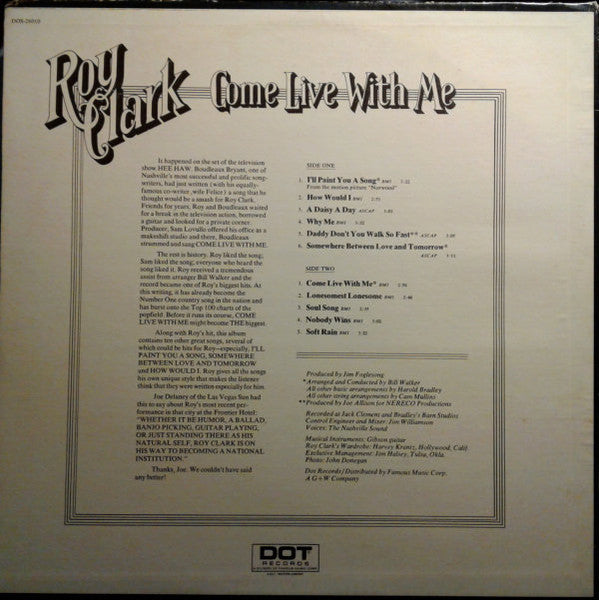 DOS-26010
Roy Clark Come Live With Me
It happened on the set of the television
show HEE HAW. Boudleaux Bryant, one of
Nashville's most successful and prolific song-
writers, had just written (with his equally-
famous co-writer, wife Felice) a song that he
thought would be a smash for Roy Clark.
Friends for years, Roy and Boudleaux waited
for a break in the television action, borrowed
a guitar and looked for a private corner.
Producer, Sam Lovullo offered his office as a
makeshift studio and there, Boudleaux
strummed and sang COME LIVE WITH ME.
The rest is history. Roy liked the song,
Sam liked the song, everyone who heard the
song liked it. Roy received a tremendous
assist from arranger Bill Walker and the
record became one of Roy's biggest hits. At
this writing, it has already become the
Number One country song in the nation and
has burst onto the Top 100 charts of the
popfield. Before it runs its course, COME
LIVE WITH ME might become THE biggest.
Along with Roy's hit, this album
contains ten other great songs, several of
which could be hits for Roy—especially, I'LL
PAINT YOU A SONG, SOMEWHERE
BETWEEN LOVE AND TOMORROW
and HOW WOULD I. Roy gives all the songs
his own unique style that makes the listener
think that they were written especially for him.
Joe Delaney of the Las Vegas Sun had
this to say about Roy's most recent per-
formance in that city at the Frontier Hotel:
"WHETHER IT BE HUMOR, A BALLAD,
BANJO PICKING, GUITAR PLAYING,
OR JUST STANDING THERE AS HIS
NATURAL SELF, ROY CLARK IS ON
HIS WAY TO BECOMING A NATIONAL
INSTITUTION."
Thanks, Joe. We couldn't have said
any better!
SIDE ONE
1. I'll Paint You A Song* BMI
From the motion picture "Norwood"
2. How Would I BMI
3. A Daisy A Day ASCAP
4. Why Me BMI
5. Daddy Don't You Walk So Fast** ASCAP
6. Somewhere Between Love and Tomorrow*
ASCAP
SIDE TWO
1. Come Live With Me* BMI
2. Lonesomest Lonesome BMI
3. Soul Song BMI
4. Nobody Wins BMI
5. Soft Rain BMI
Produced by Jim Foglesong
*Arranged and Conducted by Bill Walker
All other basic arrangements by Harold Bradley
All other string arrangements by Cam Mullins
**Produced by Joe Allison for NERECO Productions
Recorded at Jack Clement and Bradley's Barn Studios
Control Engineer and Mixer: Jim Williamson
Voices: The Nashville Sound
Musical Instruments: Gibson guitar
Roy Clark's Wardrobe: Harvey Krantz, Hollywood, Calif.
Exclusive Management: Jim Halsey, Tulsa, Okla.
Photo: John Donegan
Dot Records/Distributed by Famous Music Corp.
A G+W Company
DOT
RECORDS